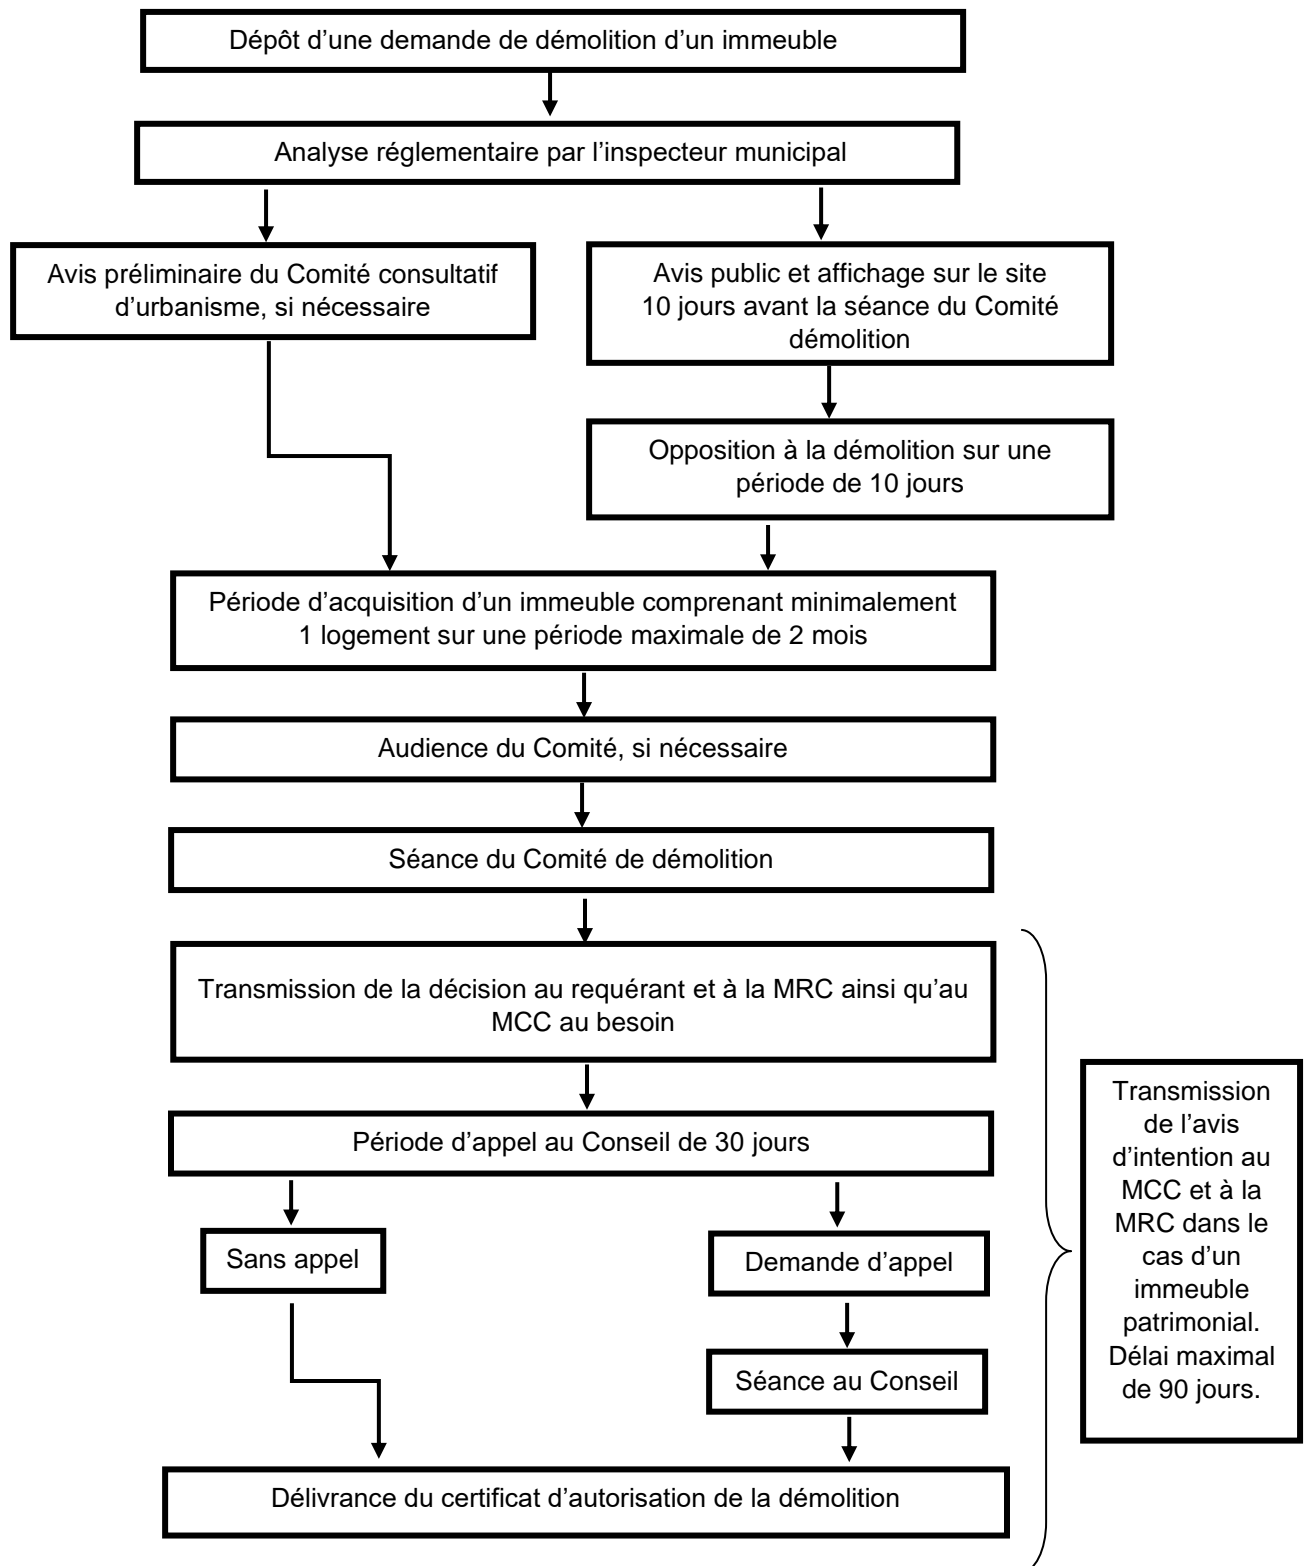 Dépôt d’une demande de démolition d’un immeuble
Analyse réglementaire par l’inspecteur municipal
Avis préliminaire du Comité consultatif
d’urbanisme, si nécessaire
Avis public et affichage sur le site
10 jours avant la séance du Comité
démolition
Opposition à la démolition sur une
période de 10 jours
Période d’acquisition d’un immeuble comprenant minimalement
1 logement sur une période maximale de 2 mois
Audience du Comité, si nécessaire
Séance du Comité de démolition
Transmission de la décision au requérant et à la MRC ainsi qu’au
MCC au besoin
Période d’appel au Conseil de 30 jours
Sans appel
Demande d’appel
Séance au Conseil
Délivrance du certificat d’autorisation de la démolition
Transmission
de l’avis
d’intention au
MCC et à la
MRC dans le
cas d’un
immeuble
patrimonial.
Délai maximal
de 90 jours.